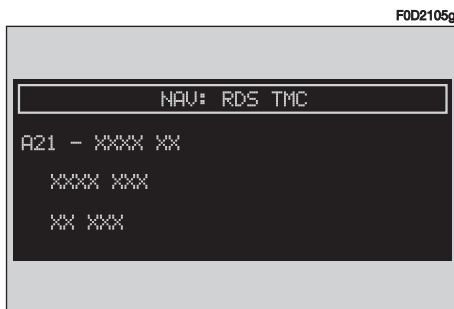 F0D2105g
NAV: RDS TMC
A21 - XXXX XX
XXXX XXX
XX XXX